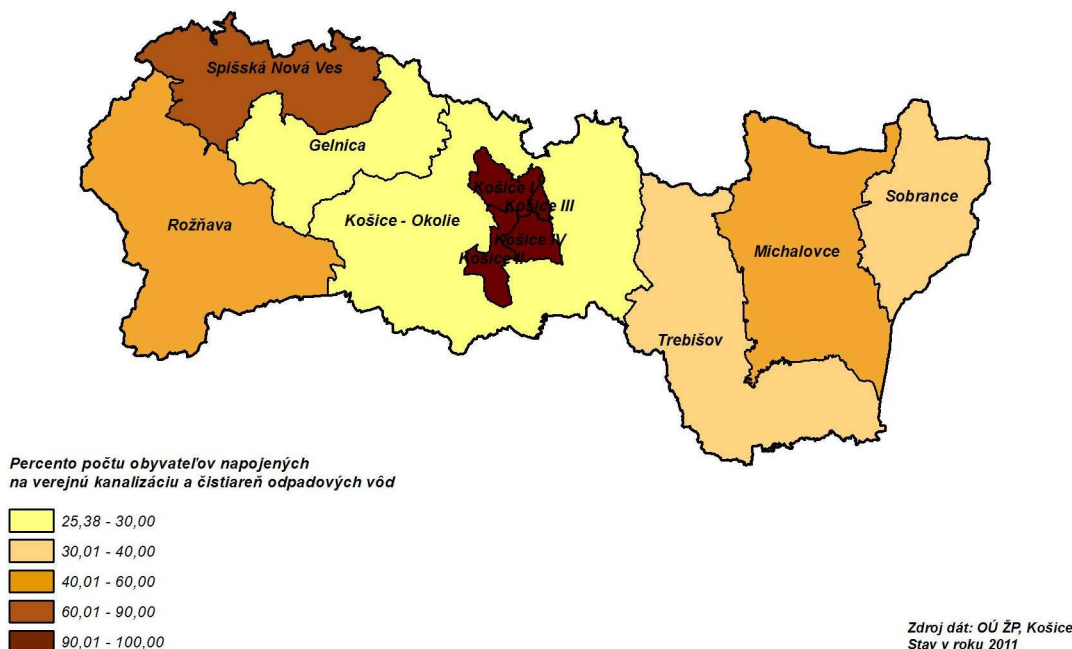 Spišská Nová Ves
Gelnica
Košice I
Košice III
Sobrance
Rožňava
Košice - Okolie
Košice IV
Michalovce
Košice II
Trebišov
Percento počtu obyvateľov napojených
na verejnú kanalizáciu a čistiareň odpadových vôd
25,38 - 30,00
30,01 - 40,00
40,01 - 60,00
60,01 - 90,00
90,01 - 100,00
Zdroj dát: OÚ ŽP, Košice
Stav v roku 2011